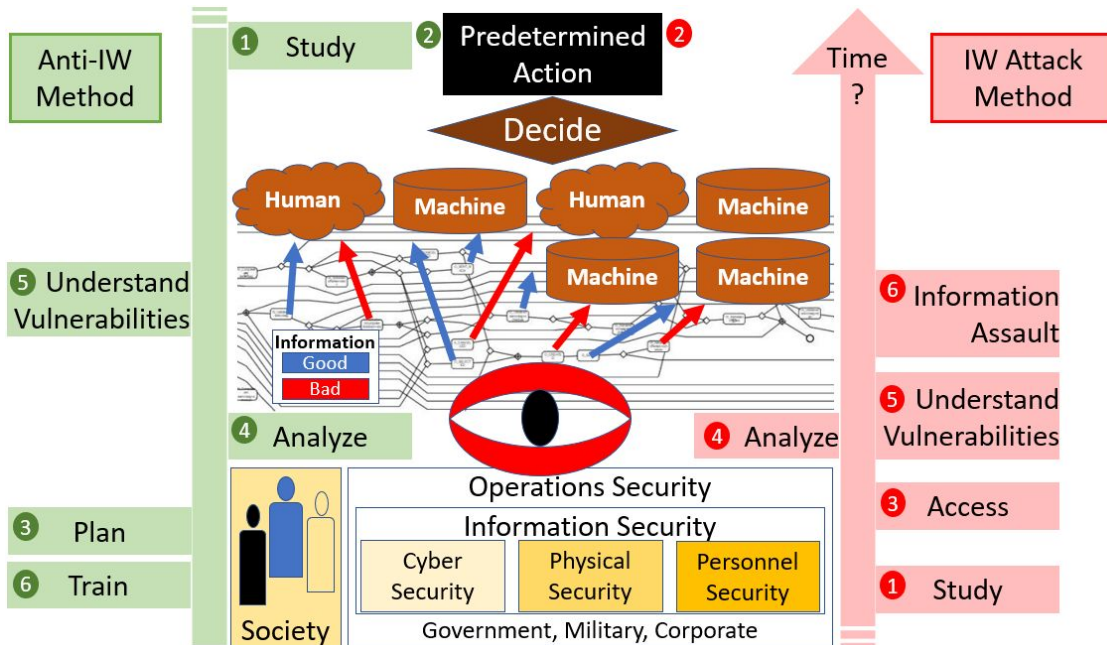 Anti-IW
Method
1 Study
2 Predetermined 2
Action
Time
?
IW Attack
Method
Decide
Human
Machine
Human
Machine
Machine
Machine
5 Understand
Vulnerabilities
Information
Good
Bad
6 Information
Assault
5 Understand
Vulnerabilities
4 Analyze
4 Analyze
3 Plan
6 Train
Society
Operations Security
Information Security
Cyber
Security
Physical
Security
Personnel
Security
Government, Military, Corporate
3 Access
1 Study